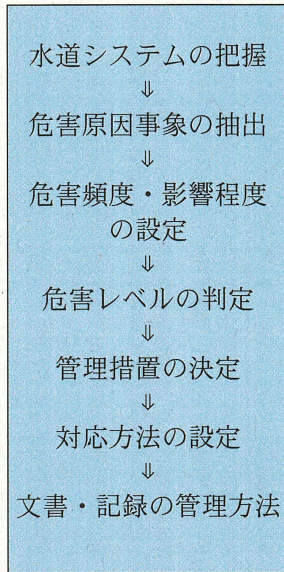 水道システムの把握
⇓
危害原因事象の抽出
⇓
危害頻度・影響程度
の設定
⇓
危害レベルの判定
⇓
管理措置の決定
⇓
対応方法の設定
⇓
文書・記録の管理方法